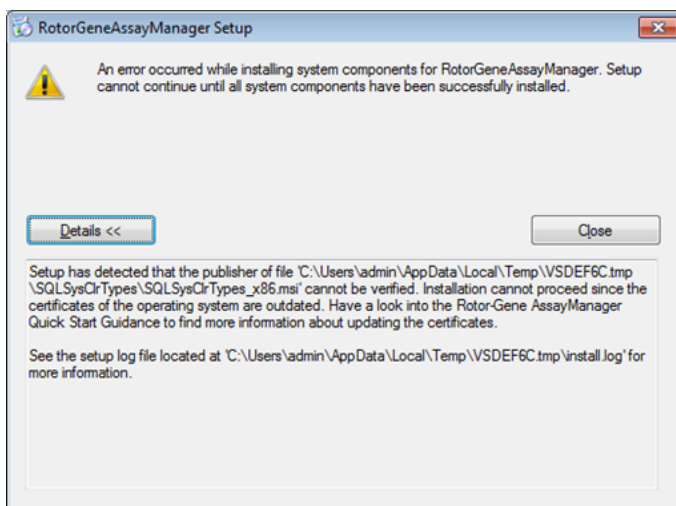 RotorGeneAssayManager Setup
An error occurred while installing system components for RotorGeneAssayManager. Setup
cannot continue until all system components have been successfully installed.
Details <<
Close
Setup has detected that the publisher of file 'C:\Users\admin\AppData\Local\Temp\VSDEF6C.tmp
\SQLSysClrTypes\SQLSysClrTypes_x86.msi' cannot be verified. Installation cannot proceed since the
certificates of the operating system are outdated. Have a look into the Rotor-Gene AssayManager
Quick Start Guidance to find more information about updating the certificates.
See the setup log file located at 'C:\Users\admin\AppData\Local\Temp\VSDEF6C.tmp\install.log' for
more information.